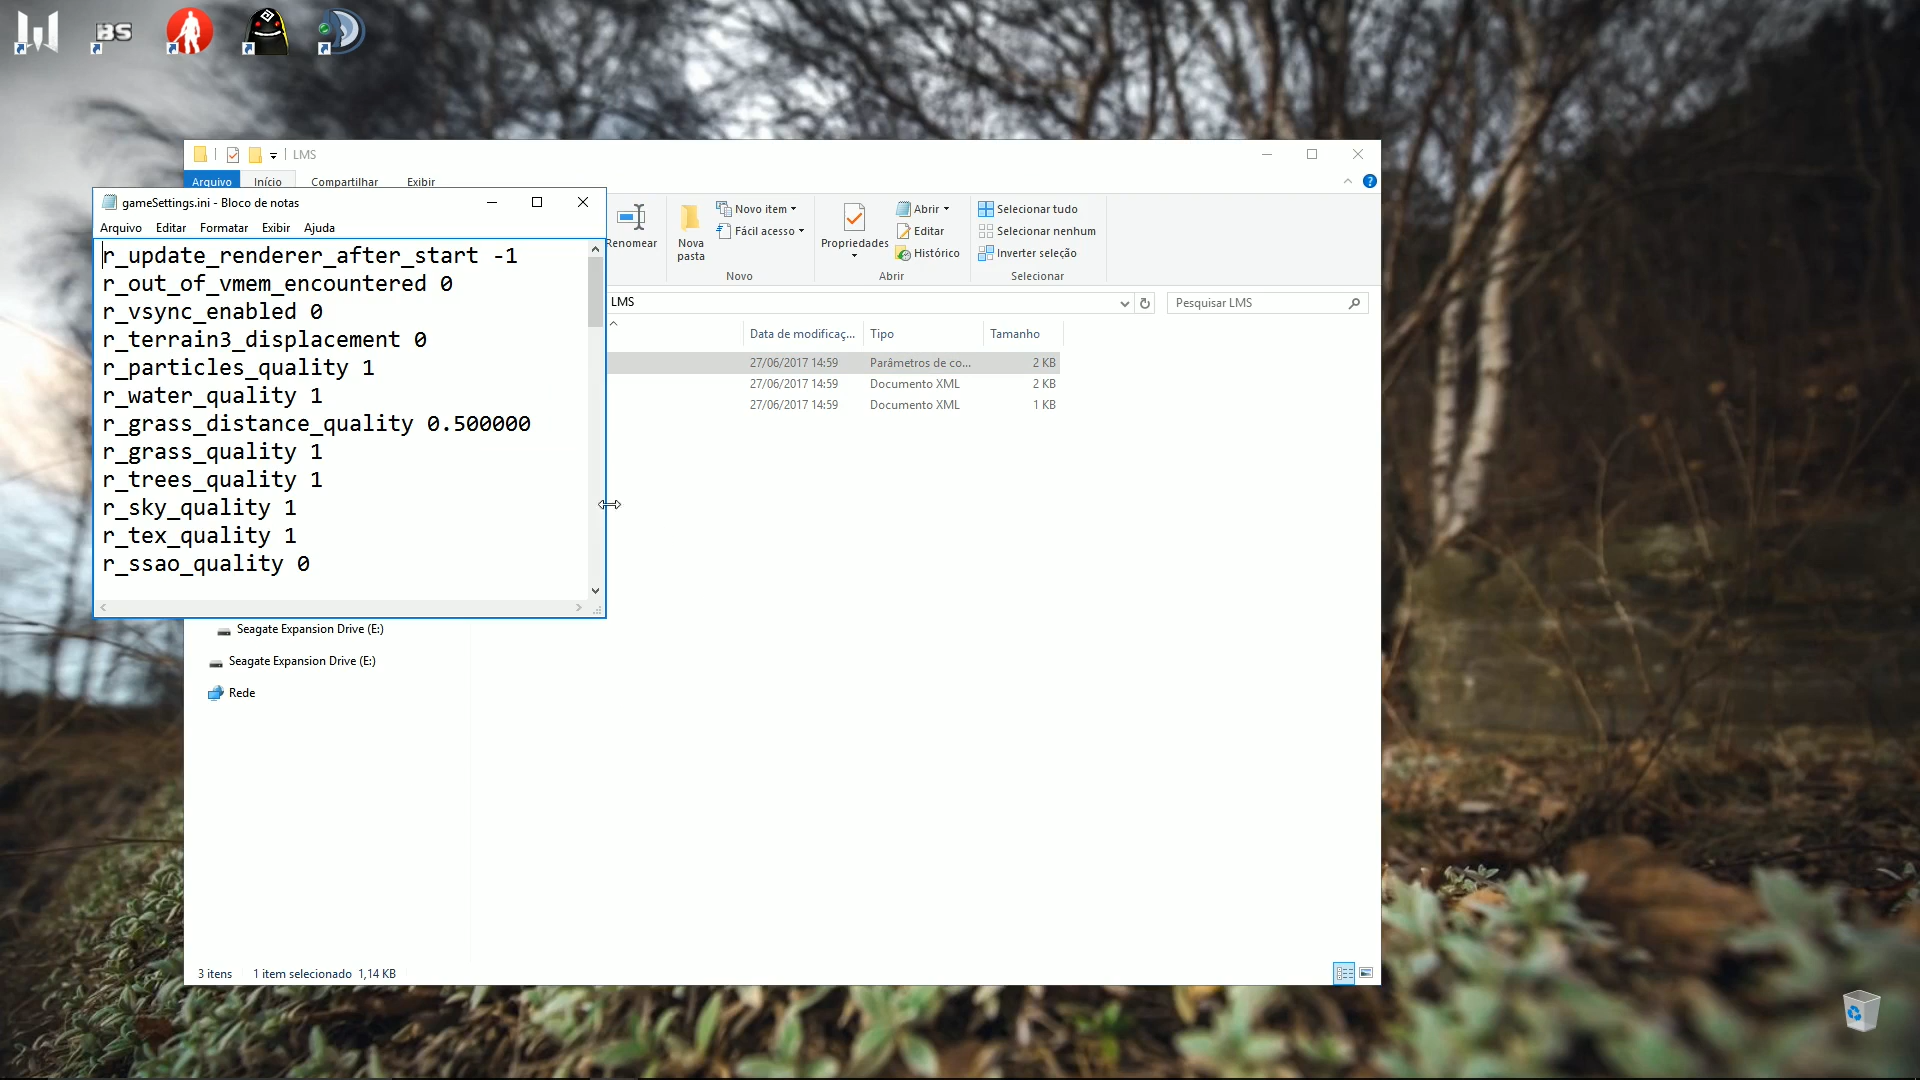 BS
LMS
Arquivo Início Compartilhar Exibir
gameSettings.ini - Bloco de notas
Arquivo Editar Formatar Exibir Ajuda
r_update_renderer_after_start -1
r_out_of_vmem_encountered 0
r_vsync_enabled 0
r_terrain3_displacement 0
r_particles_quality 1
r_water_quality 1
r_grass_distance_quality 0.500000
r_grass_quality 1
r_trees_quality 1
r_sky_quality 1
r_tex_quality 1
r_ssao_quality 0
Renomear
Nova pasta
Novo item
Fácil acesso
Novo
Propriedades
Abrir
Editar
Histórico
Abrir
Selecionar tudo
Selecionar nenhum
Inverter seleção
Selecionar
LMS
Pesquisar LMS
Data de modificaç... Tipo Tamanho
27/06/2017 14:59 Parâmetros de co... 2 KB
27/06/2017 14:59 Documento XML 2 KB
27/06/2017 14:59 Documento XML 1 KB
Seagate Expansion Drive (E:)
Seagate Expansion Drive (E:)
Rede
3 itens 1 item selecionado 1,14 KB